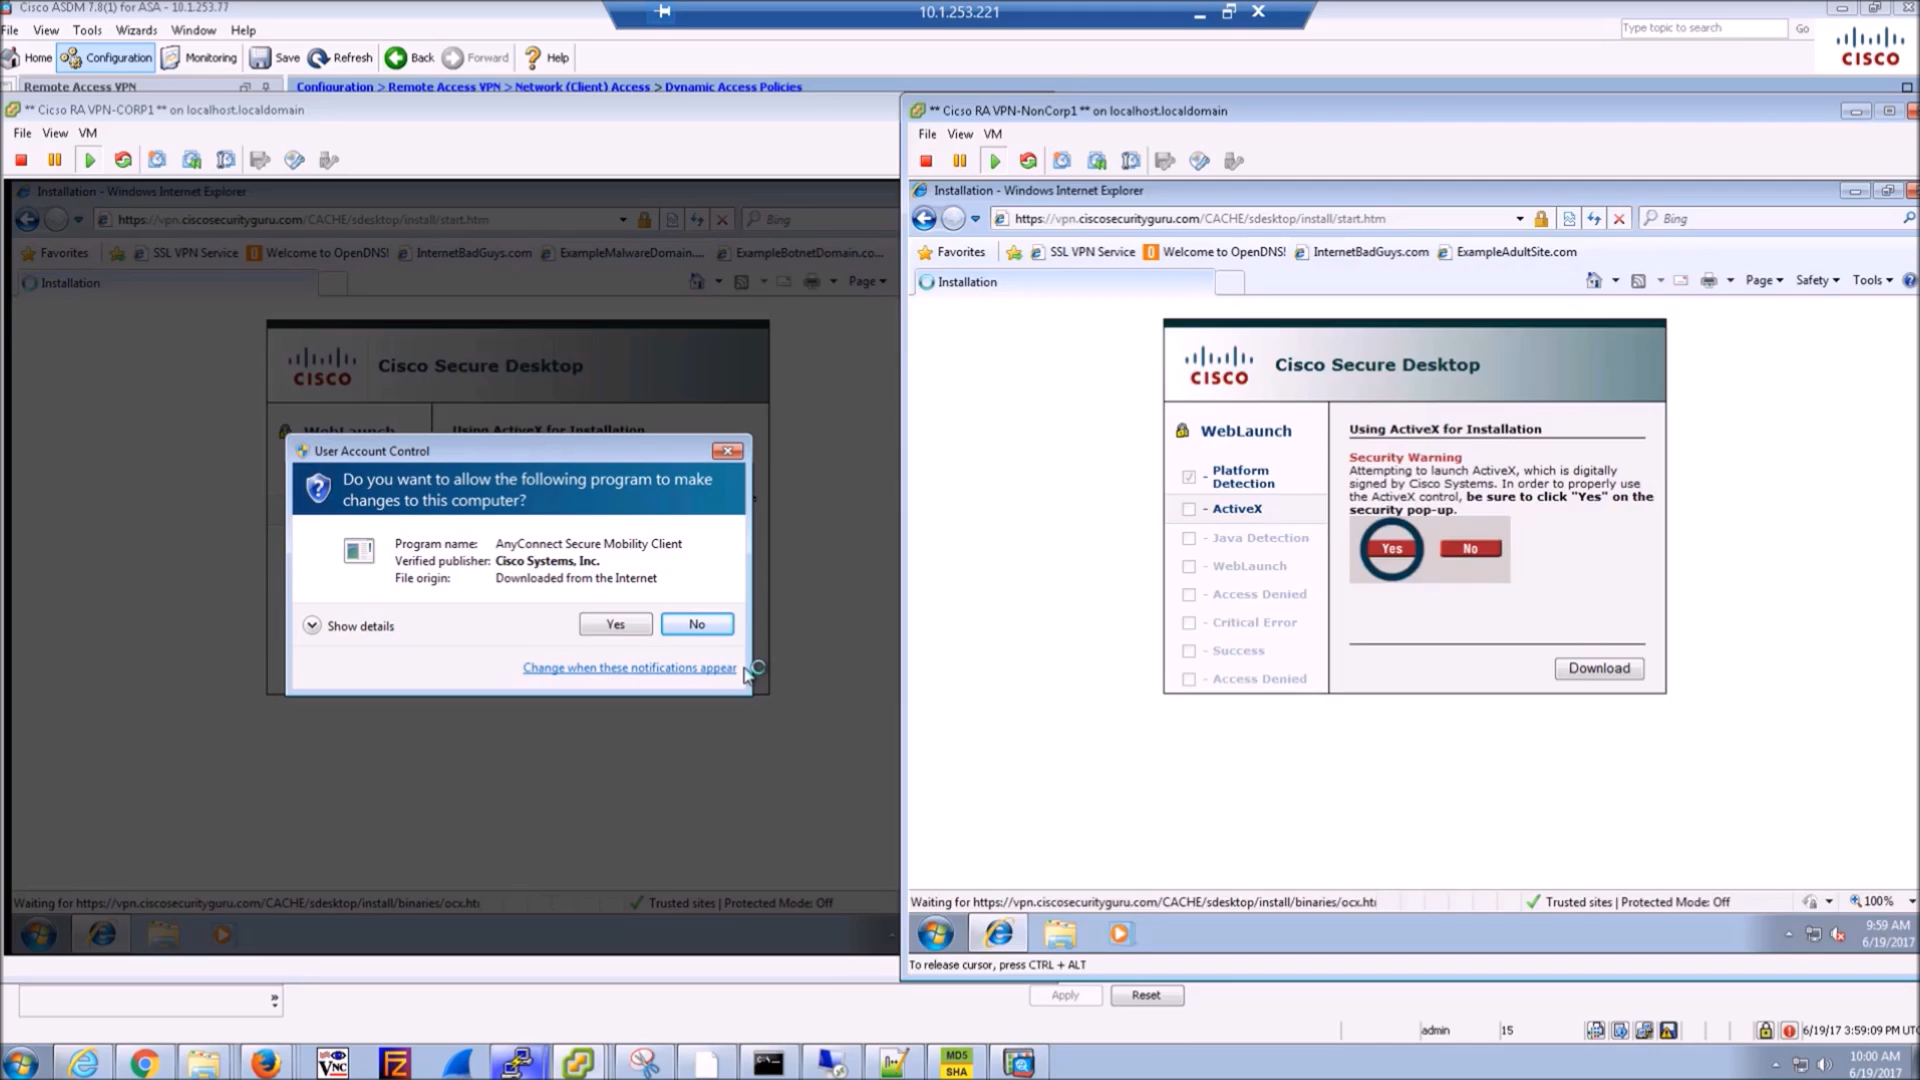 Cisco ASDM 7.8(1) for ASA - 10.1.253.77
10.1.253.221
File View Tools Wizards Window Help
Type topic to search Go
CISCO
Home Configuration Monitoring Save Refresh Back Forward Help
Remote Access VPN
Configuration > Remote Access VPN > Network (Client) Access > Dynamic Access Policies
** Cicso RA VPN-CORP1 ** on localhost.localdomain
File View VM
Installation - Windows Internet Explorer
https://vpn.ciscosecurityguru.com/CACHE/sdesktop/install/start.htm
Bing
Favorites SSL VPN Service Welcome to OpenDNS! InternetBadGuys.com ExampleMalwareDomain.... ExampleBotnetDomain.co...
Installation
Page
CISCO
Cisco Secure Desktop
WebLaunch
Using ActiveX for Installation
User Account Control
Do you want to allow the following program to make
changes to this computer?
Program name: AnyConnect Secure Mobility Client
Verified publisher: Cisco Systems, Inc.
File origin: Downloaded from the Internet
Show details
Yes
No
Change when these notifications appear
Waiting for https://vpn.ciscosecurityguru.com/CACHE/sdesktop/install/binaries/ocx.ht
Trusted sites | Protected Mode: Off
** Cicso RA VPN-NonCorp1 ** on localhost.localdomain
File View VM
Installation - Windows Internet Explorer
https://vpn.ciscosecurityguru.com/CACHE/sdesktop/install/start.htm
Bing
Favorites SSL VPN Service Welcome to OpenDNS! InternetBadGuys.com ExampleAdultSite.com
Installation
Page Safety Tools
CISCO
Cisco Secure Desktop
WebLaunch
- Platform
Detection
- ActiveX
- Java Detection
- WebLaunch
- Access Denied
- Critical Error
- Success
- Access Denied
Using ActiveX for Installation
Security Warning
Attempting to launch ActiveX, which is digitally
signed by Cisco Systems. In order to properly use
the ActiveX control, be sure to click "Yes" on the
security pop-up.
Yes
No
Download
Waiting for https://vpn.ciscosecurityguru.com/CACHE/sdesktop/install/binaries/ocx.ht
Trusted sites | Protected Mode: Off
100%
9:59 AM
6/19/2017
To release cursor, press CTRL + ALT
Apply
Reset
admin
15
6/19/17 3:59:09 PM UTC
VNC
FZ
MD5
SHA
10:00 AM
6/19/2017